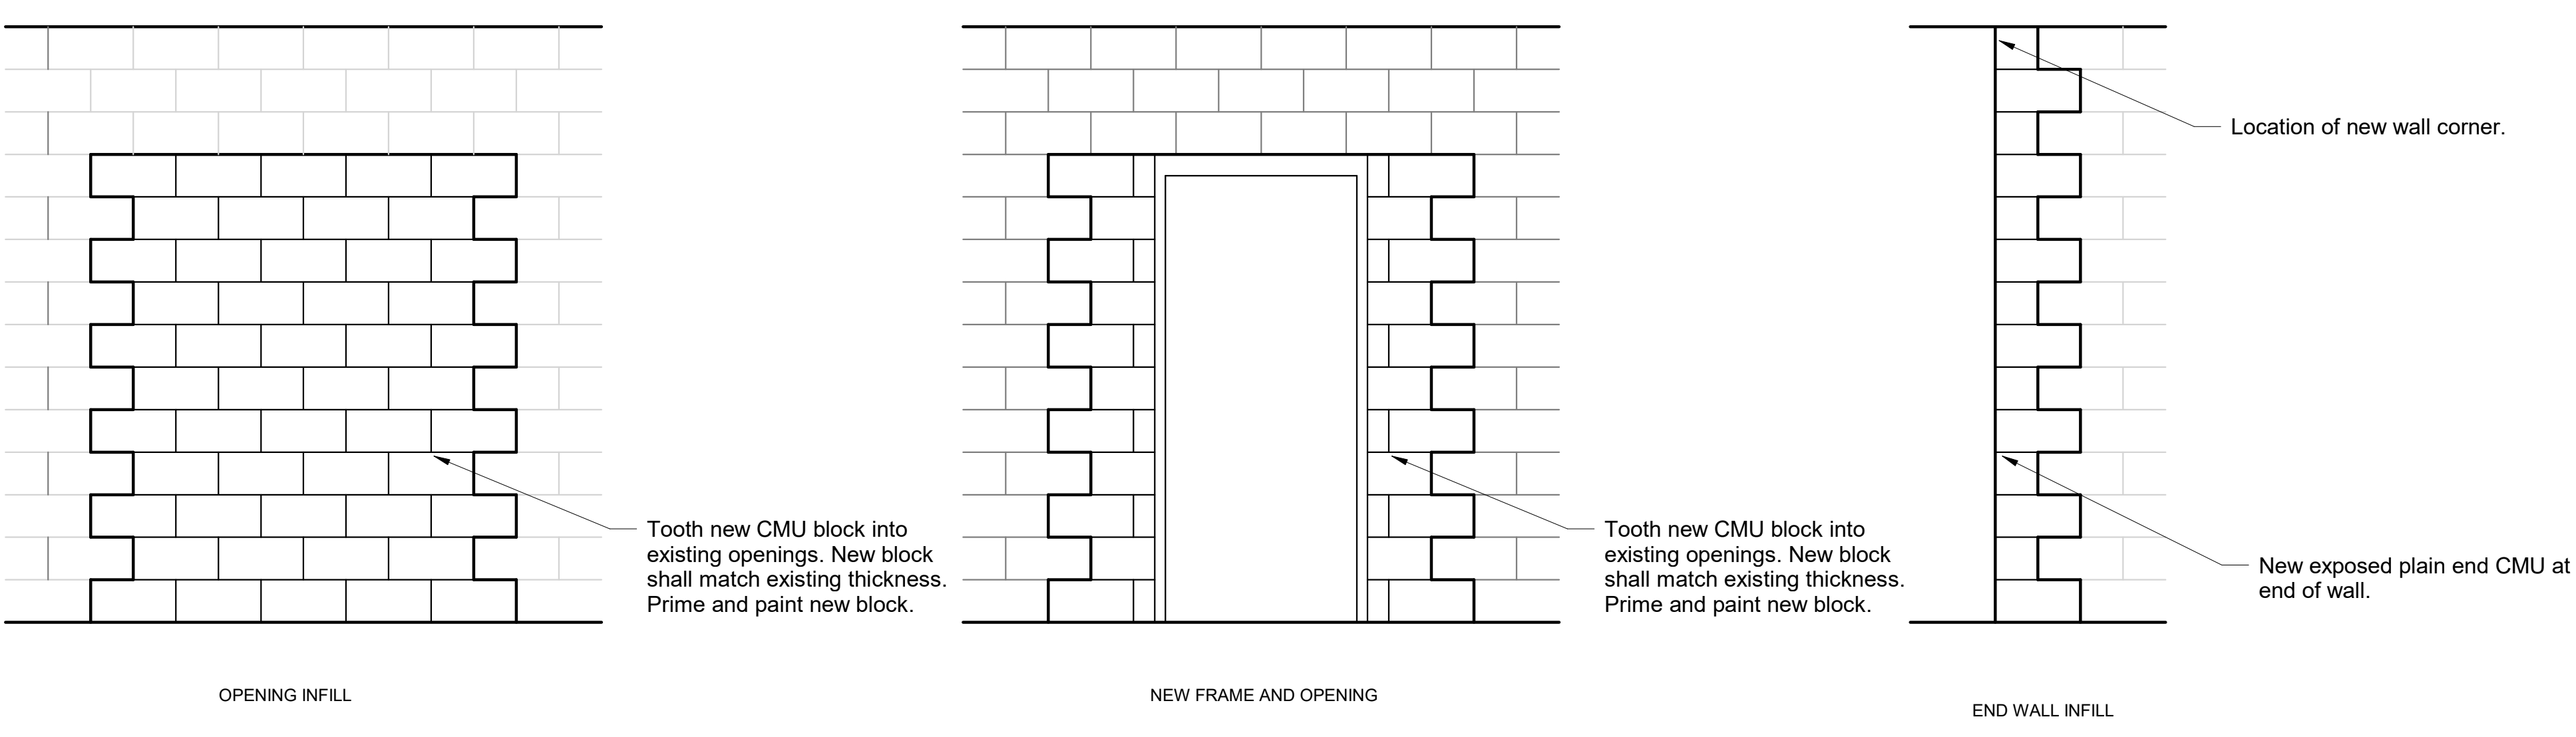 Location of new wall corner.
Tooth new CMU block into
existing openings. New block
shall match existing thickness.
Prime and paint new block.
Tooth new CMU block into
existing openings. New block
shall match existing thickness.
Prime and paint new block.
New exposed plain end CMU at
end of wall.
OPENING INFILL
NEW FRAME AND OPENING
END WALL INFILL